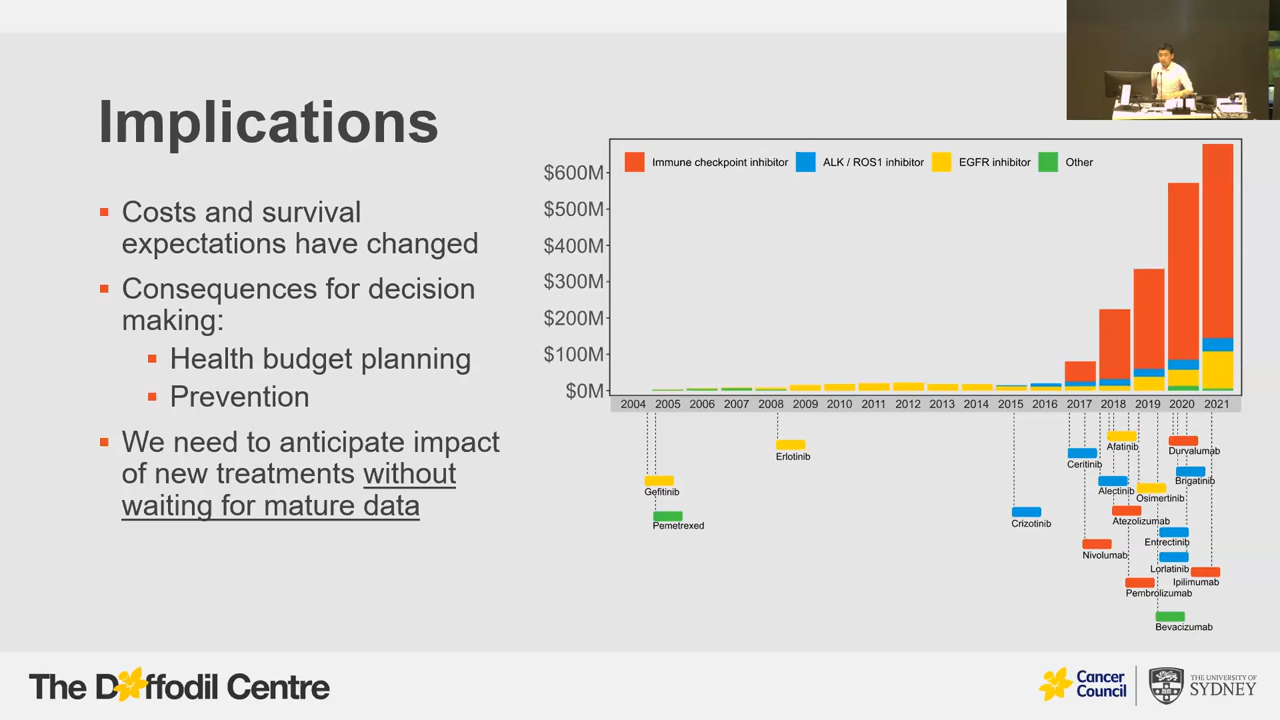 Implications
Costs and survival
expectations have changed
Consequences for decision
making:
Health budget planning
Prevention
We need to anticipate impact
of new treatments without
waiting for mature data
Immune checkpoint inhibitor ALK / ROS1 inhibitor EGFR inhibitor Other
$600M
$500M
$400M
$300M
$200M
$100M
$0M
2004 2005 2006 2007 2008 2009 2010 2011 2012 2013 2014 2015 2016 2017 2018 2019 2020 2021
Gefitinib
Pemetrexed
Erlotinib
Crizotinib
Ceritinib
Nivolumab
Afatinib
Alectinib
Atezolizumab
Pembrolizumab
Osimertinib
Durvalumab
Brigatinib
Entrectinib
Lorlatinib
Ipilimumab
Bevacizumab
The Daffodil Centre
Cancer
Council
THE UNIVERSITY OF
SYDNEY